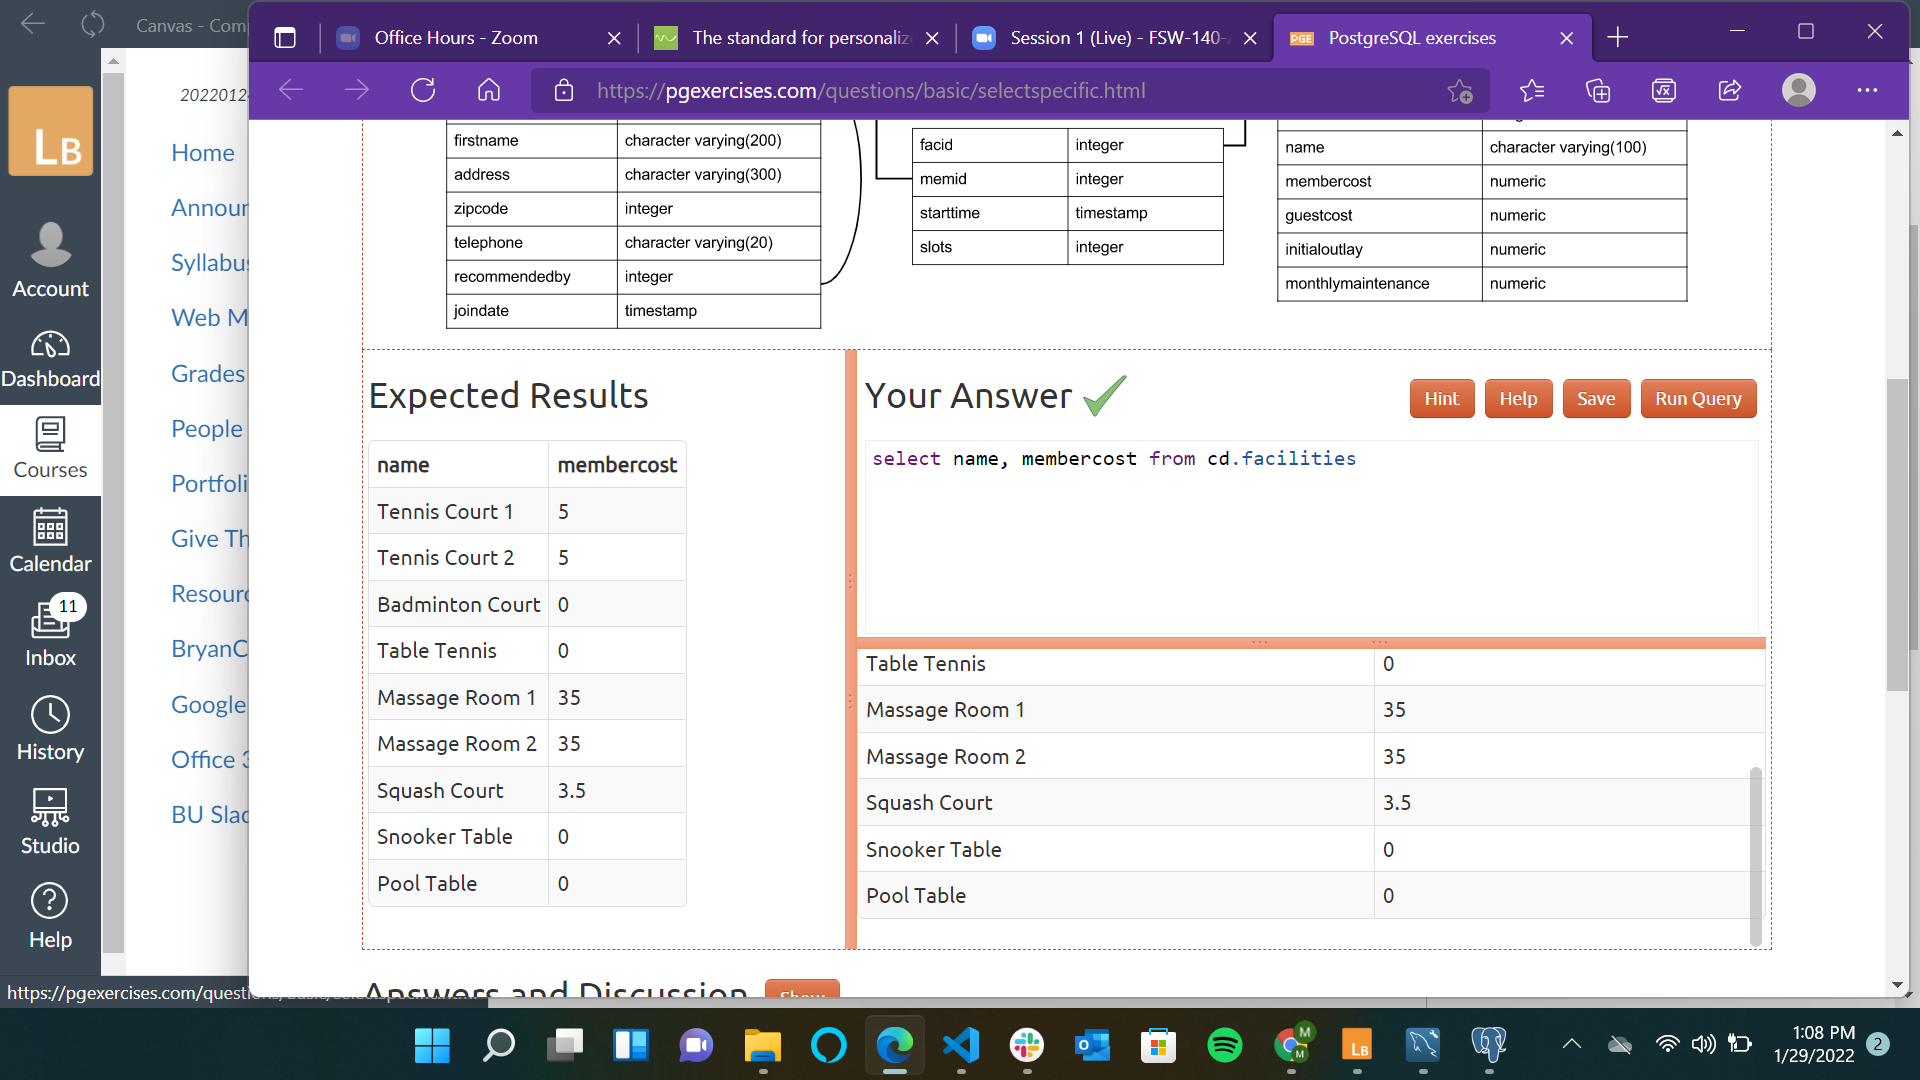 Canvas - Com
Office Hours - Zoom
The standard for personaliz
Session 1 (Live) - FSW-140-
PGE
PostgreSQL exercises
https://pgexercises.com/questions/basic/selectspecific.html
2022012
LB
Home
Announ
Syllabus
Web M
Grades
People
Portfoli
Give Th
Resourc
BryanC
Google
Office 3
BU Slac
Account
Dashboard
Courses
Calendar
11
Inbox
History
Studio
Help
firstname character varying(200)
address character varying(300)
zipcode integer
telephone character varying(20)
recommendedby integer
joindate timestamp
facid integer
memid integer
starttime timestamp
slots integer
name character varying(100)
membercost numeric
guestcost numeric
initialoutlay numeric
monthlymaintenance numeric
Expected Results
name membercost
Tennis Court 1 5
Tennis Court 2 5
Badminton Court 0
Table Tennis 0
Massage Room 1 35
Massage Room 2 35
Squash Court 3.5
Snooker Table 0
Pool Table 0
Your Answer
Hint Help Save Run Query
select name, membercost from cd.facilities
Table Tennis 0
Massage Room 1 35
Massage Room 2 35
Squash Court 3.5
Snooker Table 0
Pool Table 0
Answers and Discussion Show
https://pgexercises.com/questi
M
M
LB
1:08 PM
1/29/2022
2